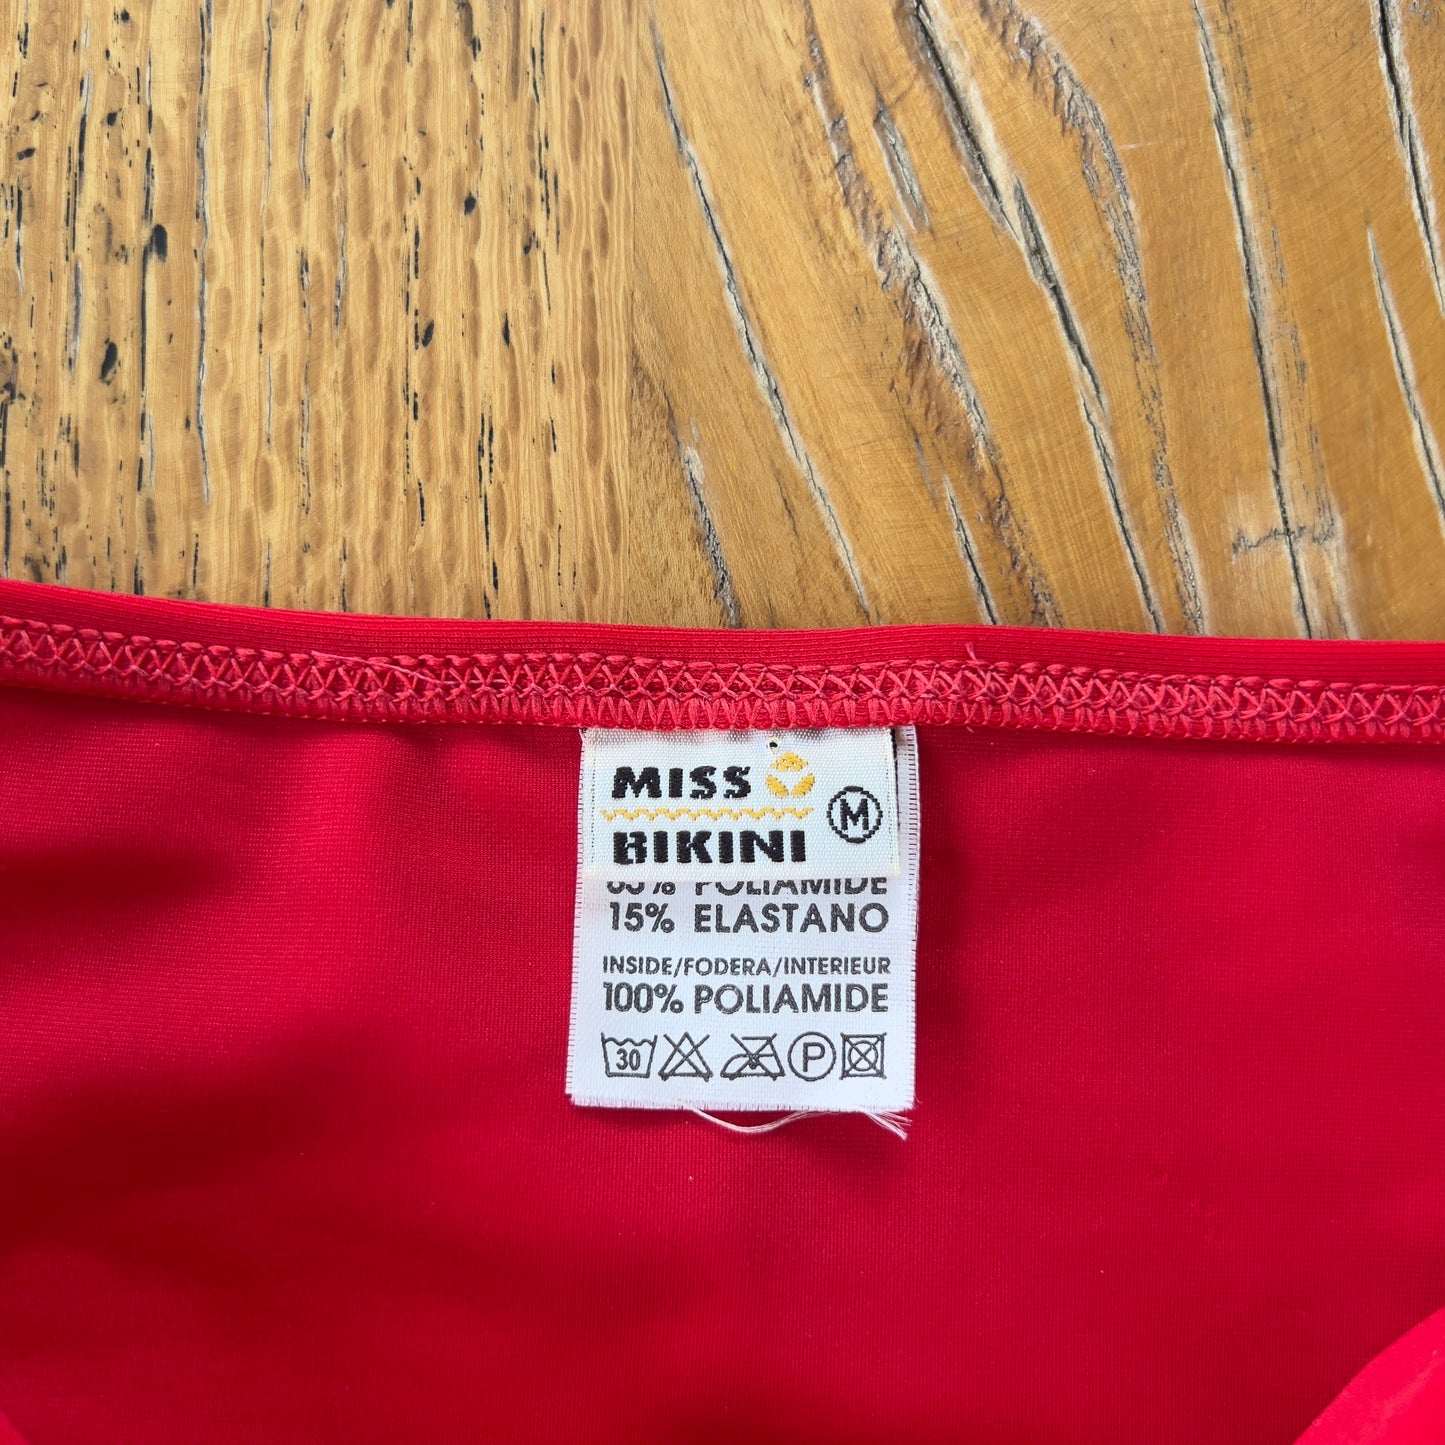 MISS
BIKINI
M
POLIAMIDE
15% ELASTANO
INSIDE/FODERA/INTERIEUR
100% POLIAMIDE
30
P